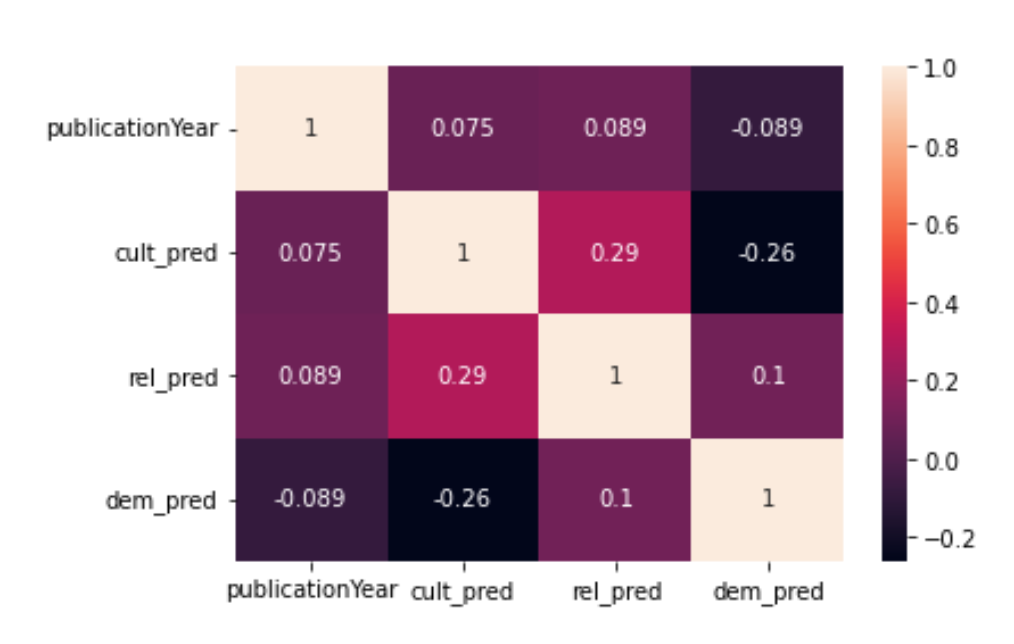 publicationYear 1 0.075 0.089 -0.089
cult_pred 0.075 1 0.29 -0.26
rel_pred 0.089 0.29 1 0.1
dem_pred -0.089 -0.26 0.1 1
publicationYear cult_pred rel_pred dem_pred
1.0
0.8
0.6
0.4
0.2
0.0
−0.2